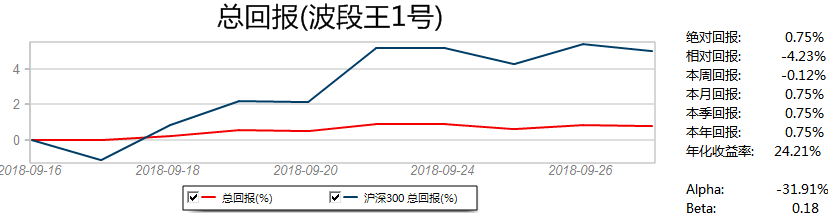 总回报(波段王1号)
4
2
0
2018-09-16 2018-09-18 2018-09-20 2018-09-24 2018-09-26
总回报(%) 沪深300 总回报(%)
绝对回报: 0.75%
相对回报: -4.23%
本周回报: -0.12%
本月回报: 0.75%
本季回报: 0.75%
本年回报: 0.75%
年化收益率: 24.21%
Alpha: -31.91%
Beta: 0.18